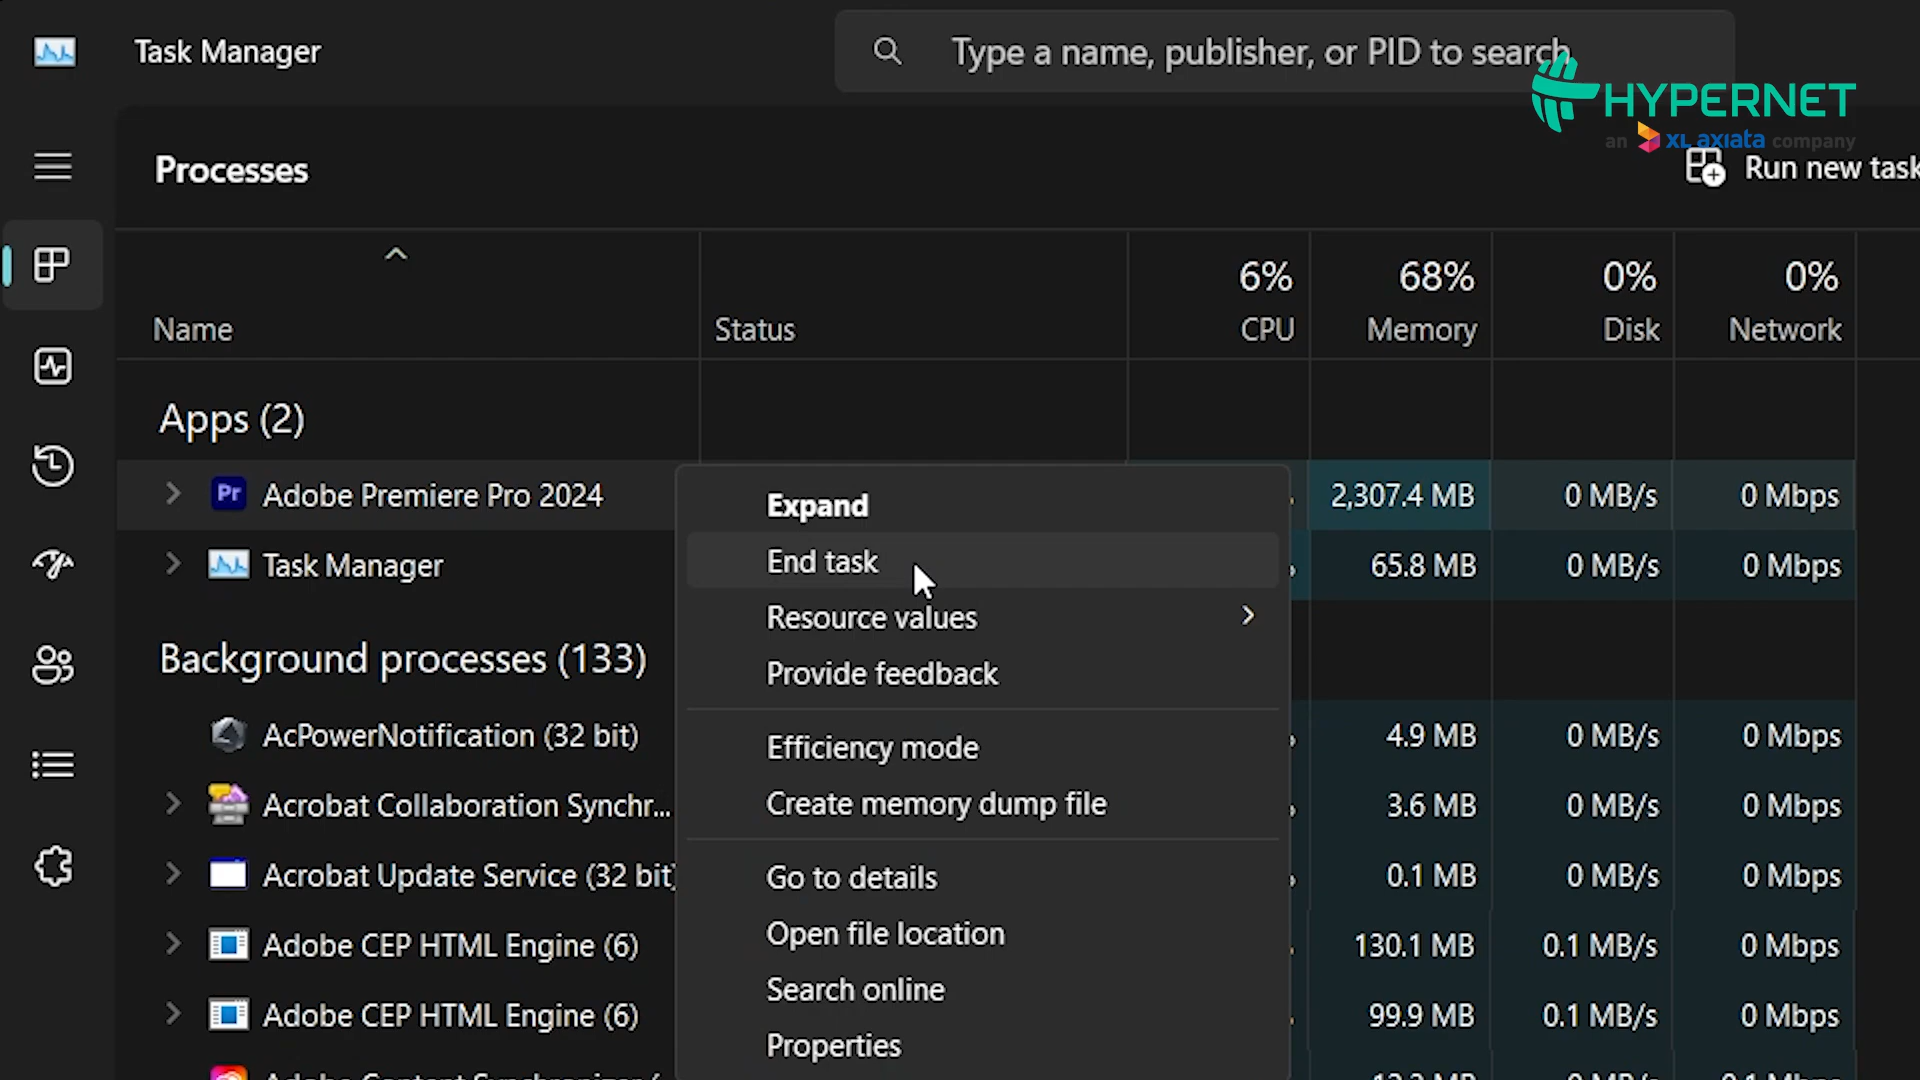 Task Manager
Type a name, publisher, or PID to search
HYPERNET
an XL axiata company
Processes
Run new task
6% 68% 0% 0%
Name Status CPU Memory Disk Network
Apps (2)
Pr Adobe Premiere Pro 2024 2,307.4 MB 0 MB/s 0 Mbps
Task Manager 65.8 MB 0 MB/s 0 Mbps
Background processes (133)
AcPowerNotification (32 bit) 4.9 MB 0 MB/s 0 Mbps
Acrobat Collaboration Synchr... 3.6 MB 0 MB/s 0 Mbps
Acrobat Update Service (32 bit) 0.1 MB 0 MB/s 0 Mbps
Adobe CEP HTML Engine (6) 130.1 MB 0.1 MB/s 0 Mbps
Adobe CEP HTML Engine (6) 99.9 MB 0.1 MB/s 0 Mbps
Expand
End task
Resource values
Provide feedback
Efficiency mode
Create memory dump file
Go to details
Open file location
Search online
Properties